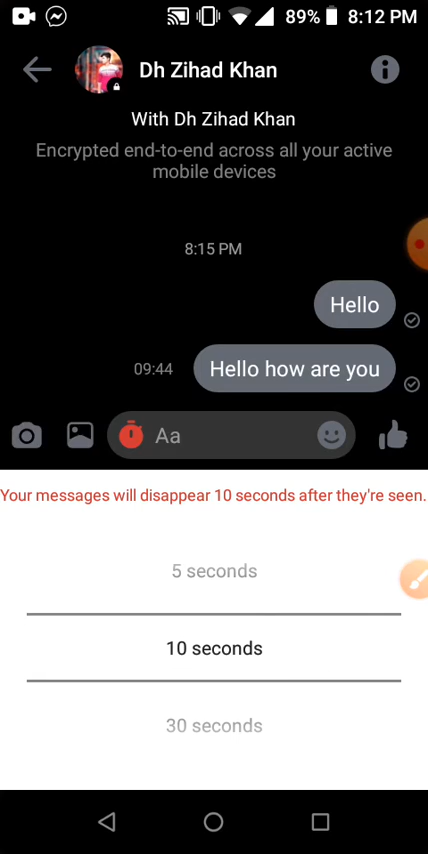 89% 8:12 PM
Dh Zihad Khan
With Dh Zihad Khan
Encrypted end-to-end across all your active
mobile devices
8:15 PM
Hello
09:44 Hello how are you
Aa
Your messages will disappear 10 seconds after they're seen.
5 seconds
10 seconds
30 seconds